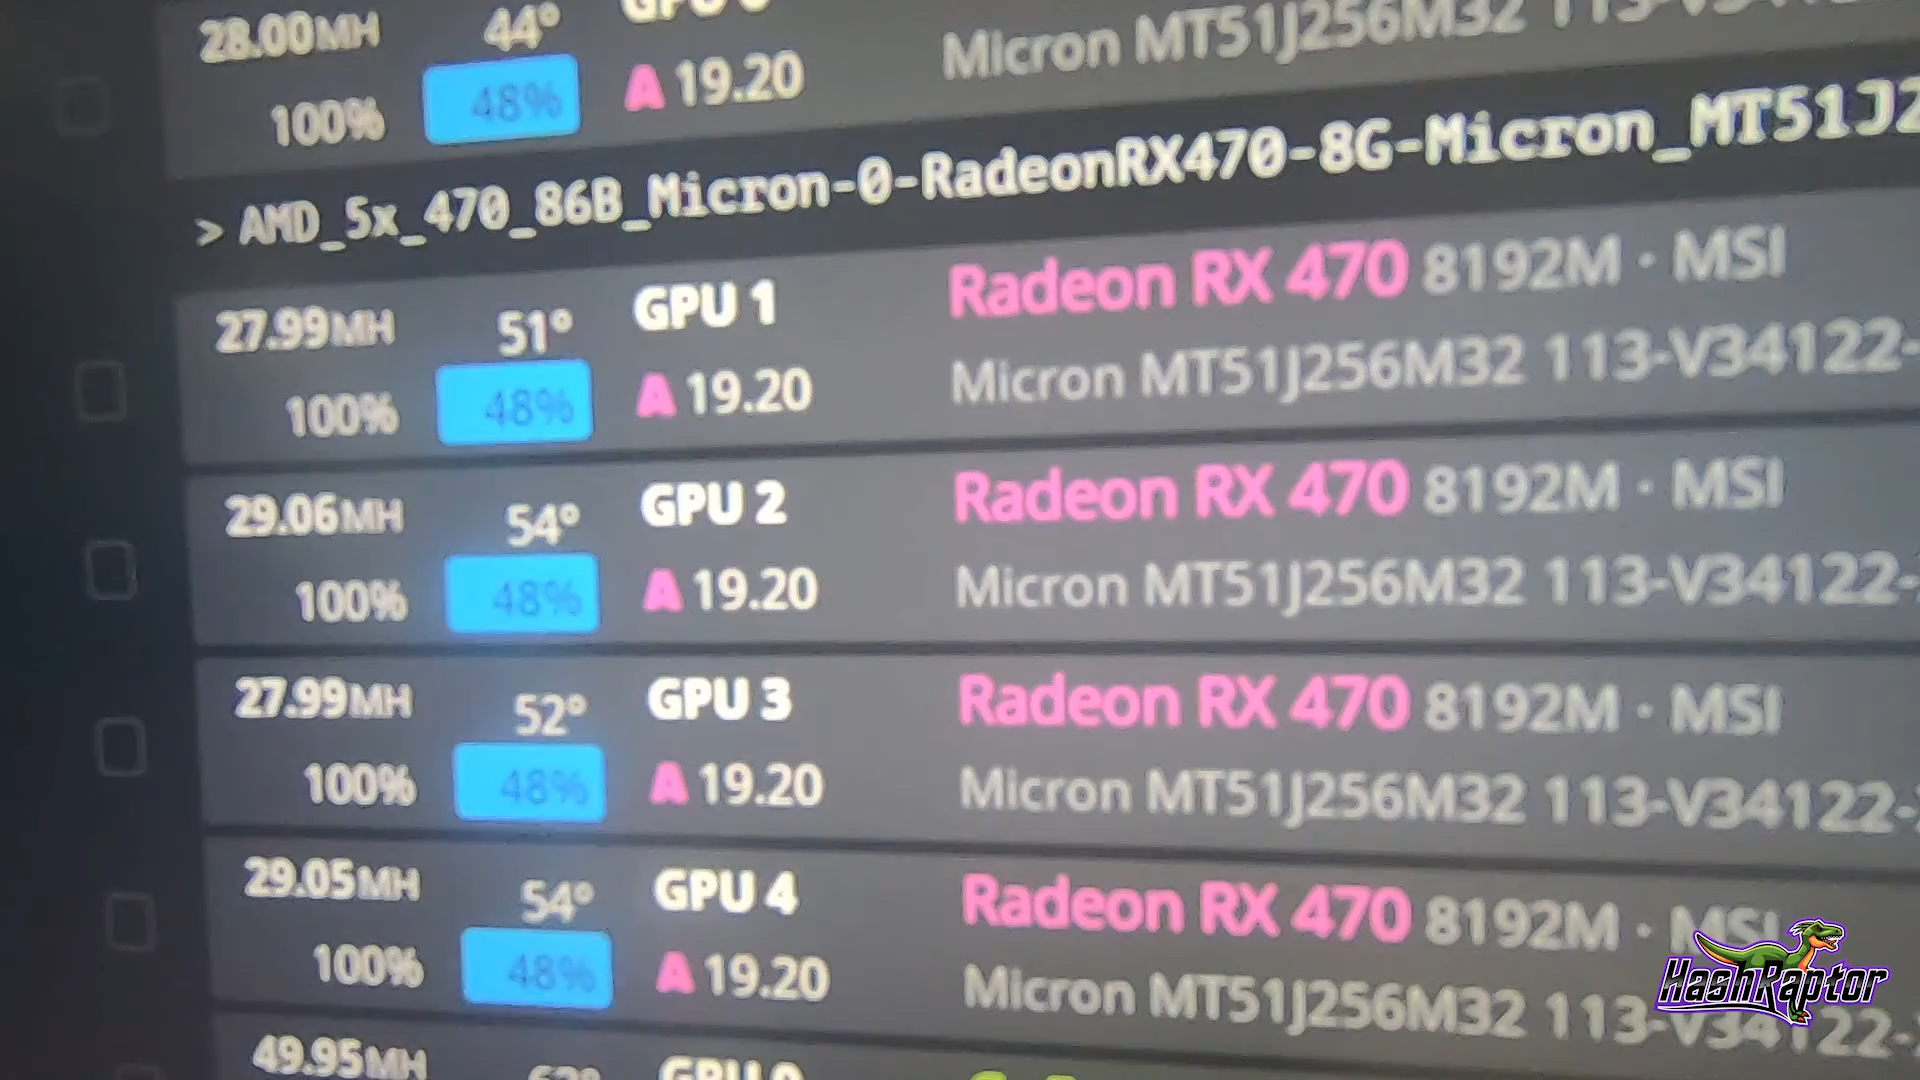 28.00MH 44°
Micron MT51J256M32
100% 48% A 19.20
> AMD_5x_470_86B_Micron-0-RadeonRX470-8G-Micron_MT51J2
27.99MH 51° GPU 1 Radeon RX 470 8192M · MSI
100% 48% A 19.20 Micron MT51J256M32 113-V34122-
29.06MH 54° GPU 2 Radeon RX 470 8192M · MSI
100% 48% A 19.20 Micron MT51J256M32 113-V34122-
27.99MH 52° GPU 3 Radeon RX 470 8192M · MSI
100% 48% A 19.20 Micron MT51J256M32 113-V34122-
29.05MH 54° GPU 4 Radeon RX 470 8192M · MSI
100% 48% A 19.20 Micron MT51J256M32 113-V34122-
49.95MH
HashRaptor